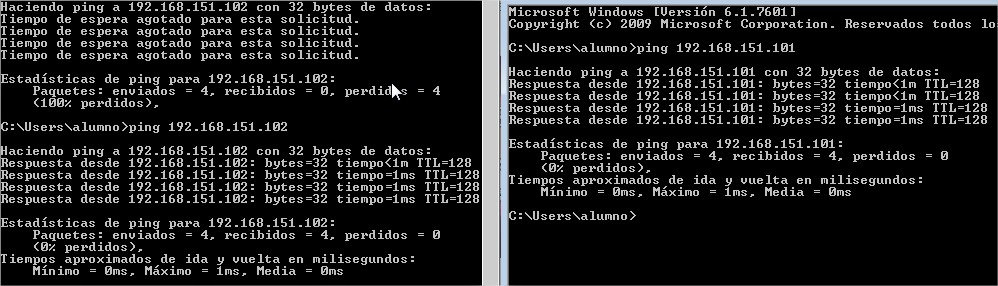 Haciendo ping a 192.168.151.102 con 32 bytes de datos:
Tiempo de espera agotado para esta solicitud.
Tiempo de espera agotado para esta solicitud.
Tiempo de espera agotado para esta solicitud.
Tiempo de espera agotado para esta solicitud.
Estadísticas de ping para 192.168.151.102:
Paquetes: enviados = 4, recibidos = 0, perdidos = 4
(100% perdidos),
C:\Users\alumno>ping 192.168.151.102
Haciendo ping a 192.168.151.102 con 32 bytes de datos:
Respuesta desde 192.168.151.102: bytes=32 tiempo<1m TTL=128
Respuesta desde 192.168.151.102: bytes=32 tiempo=1ms TTL=128
Respuesta desde 192.168.151.102: bytes=32 tiempo=1ms TTL=128
Respuesta desde 192.168.151.102: bytes=32 tiempo=1ms TTL=128
Estadísticas de ping para 192.168.151.102:
Paquetes: enviados = 4, recibidos = 4, perdidos = 0
(0% perdidos),
Tiempos aproximados de ida y vuelta en milisegundos:
Mínimo = 0ms, Máximo = 1ms, Media = 0ms
Microsoft Windows [Versión 6.1.7601]
Copyright (c) 2009 Microsoft Corporation. Reservados todos lo
C:\Users\alumno>ping 192.168.151.101
Haciendo ping a 192.168.151.101 con 32 bytes de datos:
Respuesta desde 192.168.151.101: bytes=32 tiempo<1m TTL=128
Respuesta desde 192.168.151.101: bytes=32 tiempo<1m TTL=128
Respuesta desde 192.168.151.101: bytes=32 tiempo=1ms TTL=128
Respuesta desde 192.168.151.101: bytes=32 tiempo=1ms TTL=128
Estadísticas de ping para 192.168.151.101:
Paquetes: enviados = 4, recibidos = 4, perdidos = 0
(0% perdidos),
Tiempos aproximados de ida y vuelta en milisegundos:
Mínimo = 0ms, Máximo = 1ms, Media = 0ms
C:\Users\alumno>